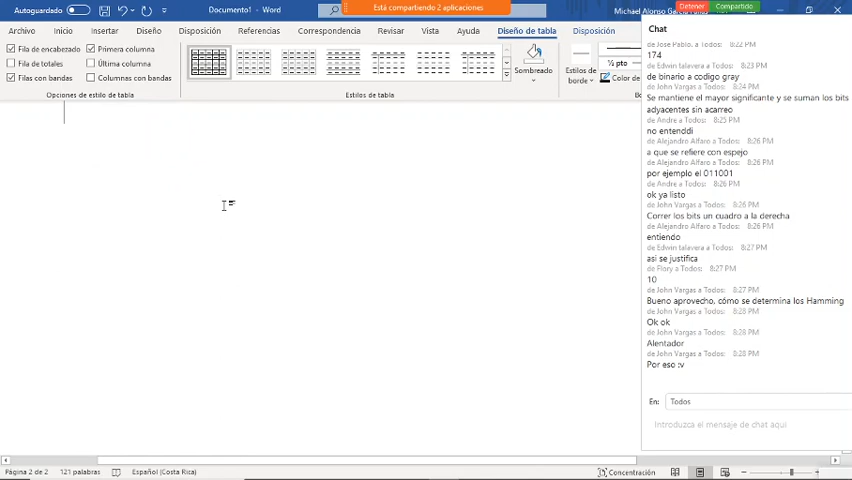 Autoguardado
Documento1 - Word
Está compartiendo 2 aplicaciones
Michael Alonso
Detener
Compartido
Archivo Inicio Insertar Diseño Disposición Referencias Correspondencia Revisar Vista Ayuda Diseño de tabla Disposición
Fila de encabezado Primera columna
Fila de totales Última columna
Filas con bandas Columnas con bandas
Opciones de estilo de tabla
Estilos de tabla
Sombreado
Estilos de
borde
½ pto
Color de
Chat
de Jose Pablo. a Todos: 8:22 PM
174
de Edwin talavera a Todos: 8:23 PM
de binario a codigo gray
de John Vargas a Todos: 8:24 PM
Se mantiene el mayor significante y se suman los bits
adyacentes sin acarreo
de Andre a Todos: 8:25 PM
no entenddi
de Alejandro Alfaro a Todos: 8:26 PM
a que se refiere con espejo
de Alejandro Alfaro a Todos: 8:26 PM
por ejemplo el 011001
de Andre a Todos: 8:26 PM
ok ya listo
de John Vargas a Todos: 8:26 PM
Correr los bits un cuadro a la derecha
de Alejandro Alfaro a Todos: 8:26 PM
entiendo
de Edwin talavera a Todos: 8:27 PM
asi se justifica
de Flory a Todos: 8:27 PM
10
de John Vargas a Todos: 8:27 PM
Bueno aprovecho, cómo se determina los Hamming
de John Vargas a Todos: 8:28 PM
Ok ok
de John Vargas a Todos: 8:28 PM
Alentador
de John Vargas a Todos: 8:28 PM
Por eso :v
En: Todos
Introduzca el mensaje de chat aquí
Página 2 de 2 121 palabras Español (Costa Rica) Concentración